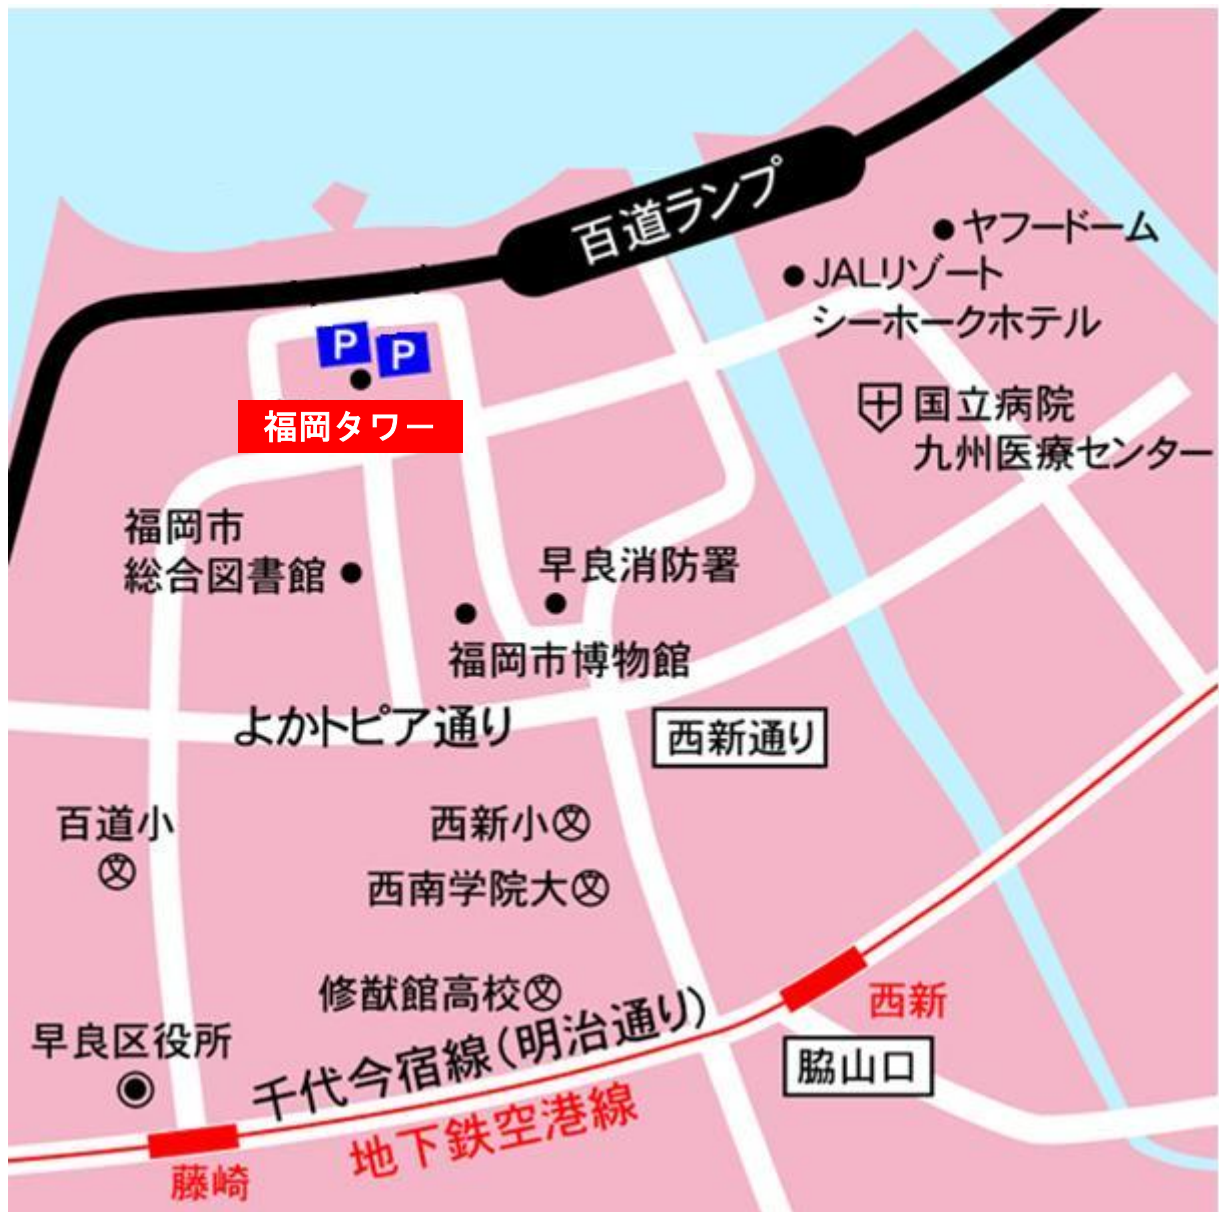 百道ランプ
ヤフードーム
JALリゾート
シーホークホテル
P
P
福岡タワー
国立病院
九州医療センター
福岡市
総合図書館
早良消防署
福岡市博物館
よかトピア通り
西新通り
百道小
文
西新小文
西南学院大文
修猷館高校文
早良区役所
千代今宿線(明治通り)
地下鉄空港線
西新
脇山口
藤崎